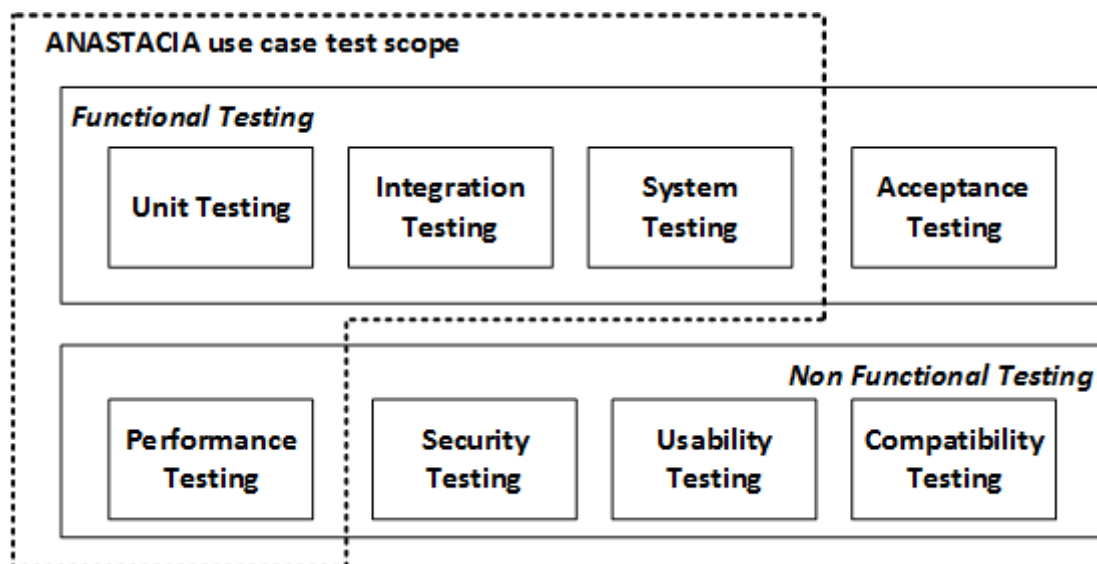 ANASTACIA use case test scope
Functional Testing
Unit Testing
Integration
Testing
System
Testing
Acceptance
Testing
Non Functional Testing
Performance
Testing
Security
Testing
Usability
Testing
Compatibility
Testing